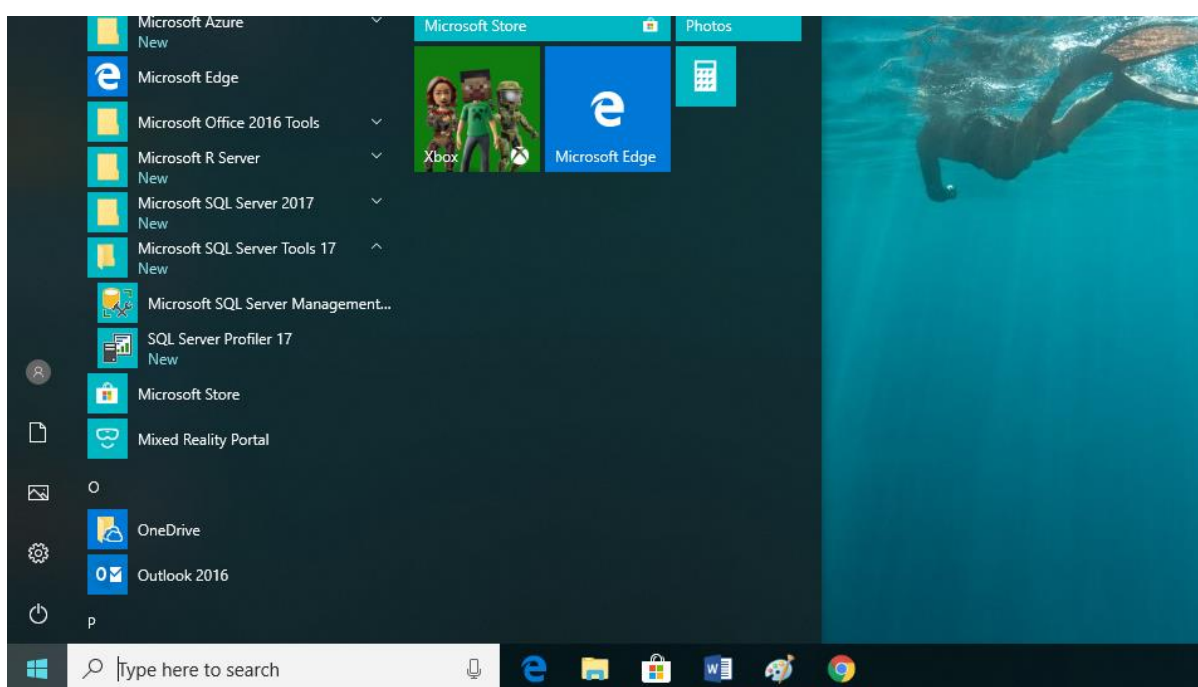 Microsoft Azure
New
Microsoft Edge
Microsoft Office 2016 Tools
Microsoft R Server
New
Microsoft SQL Server 2017
New
Microsoft SQL Server Tools 17
New
Microsoft SQL Server Management...
SQL Server Profiler 17
New
Microsoft Store
Mixed Reality Portal
O
OneDrive
Outlook 2016
P
Microsoft Store
Photos
Xbox
Microsoft Edge
Type here to search